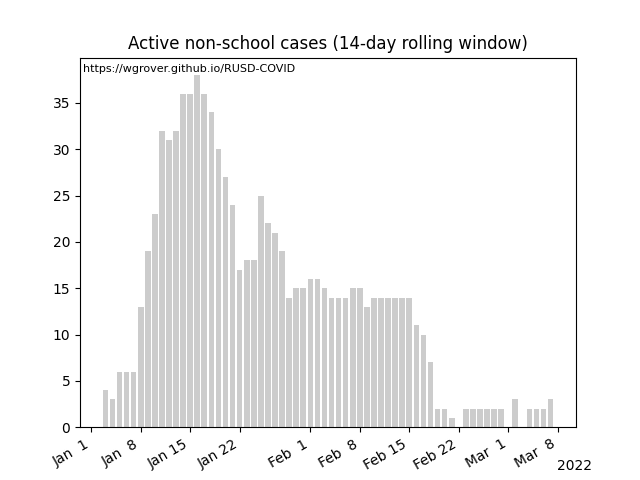 Active non-school cases (14-day rolling window)
https://wgrover.github.io/RUSD-COVID
35
30
25
20
15
10
5
0
Jan 1
Jan 8
Jan 15
Jan 22
Feb 1
Feb 8
Feb 15
Feb 22
Mar 1
Mar 8
2022